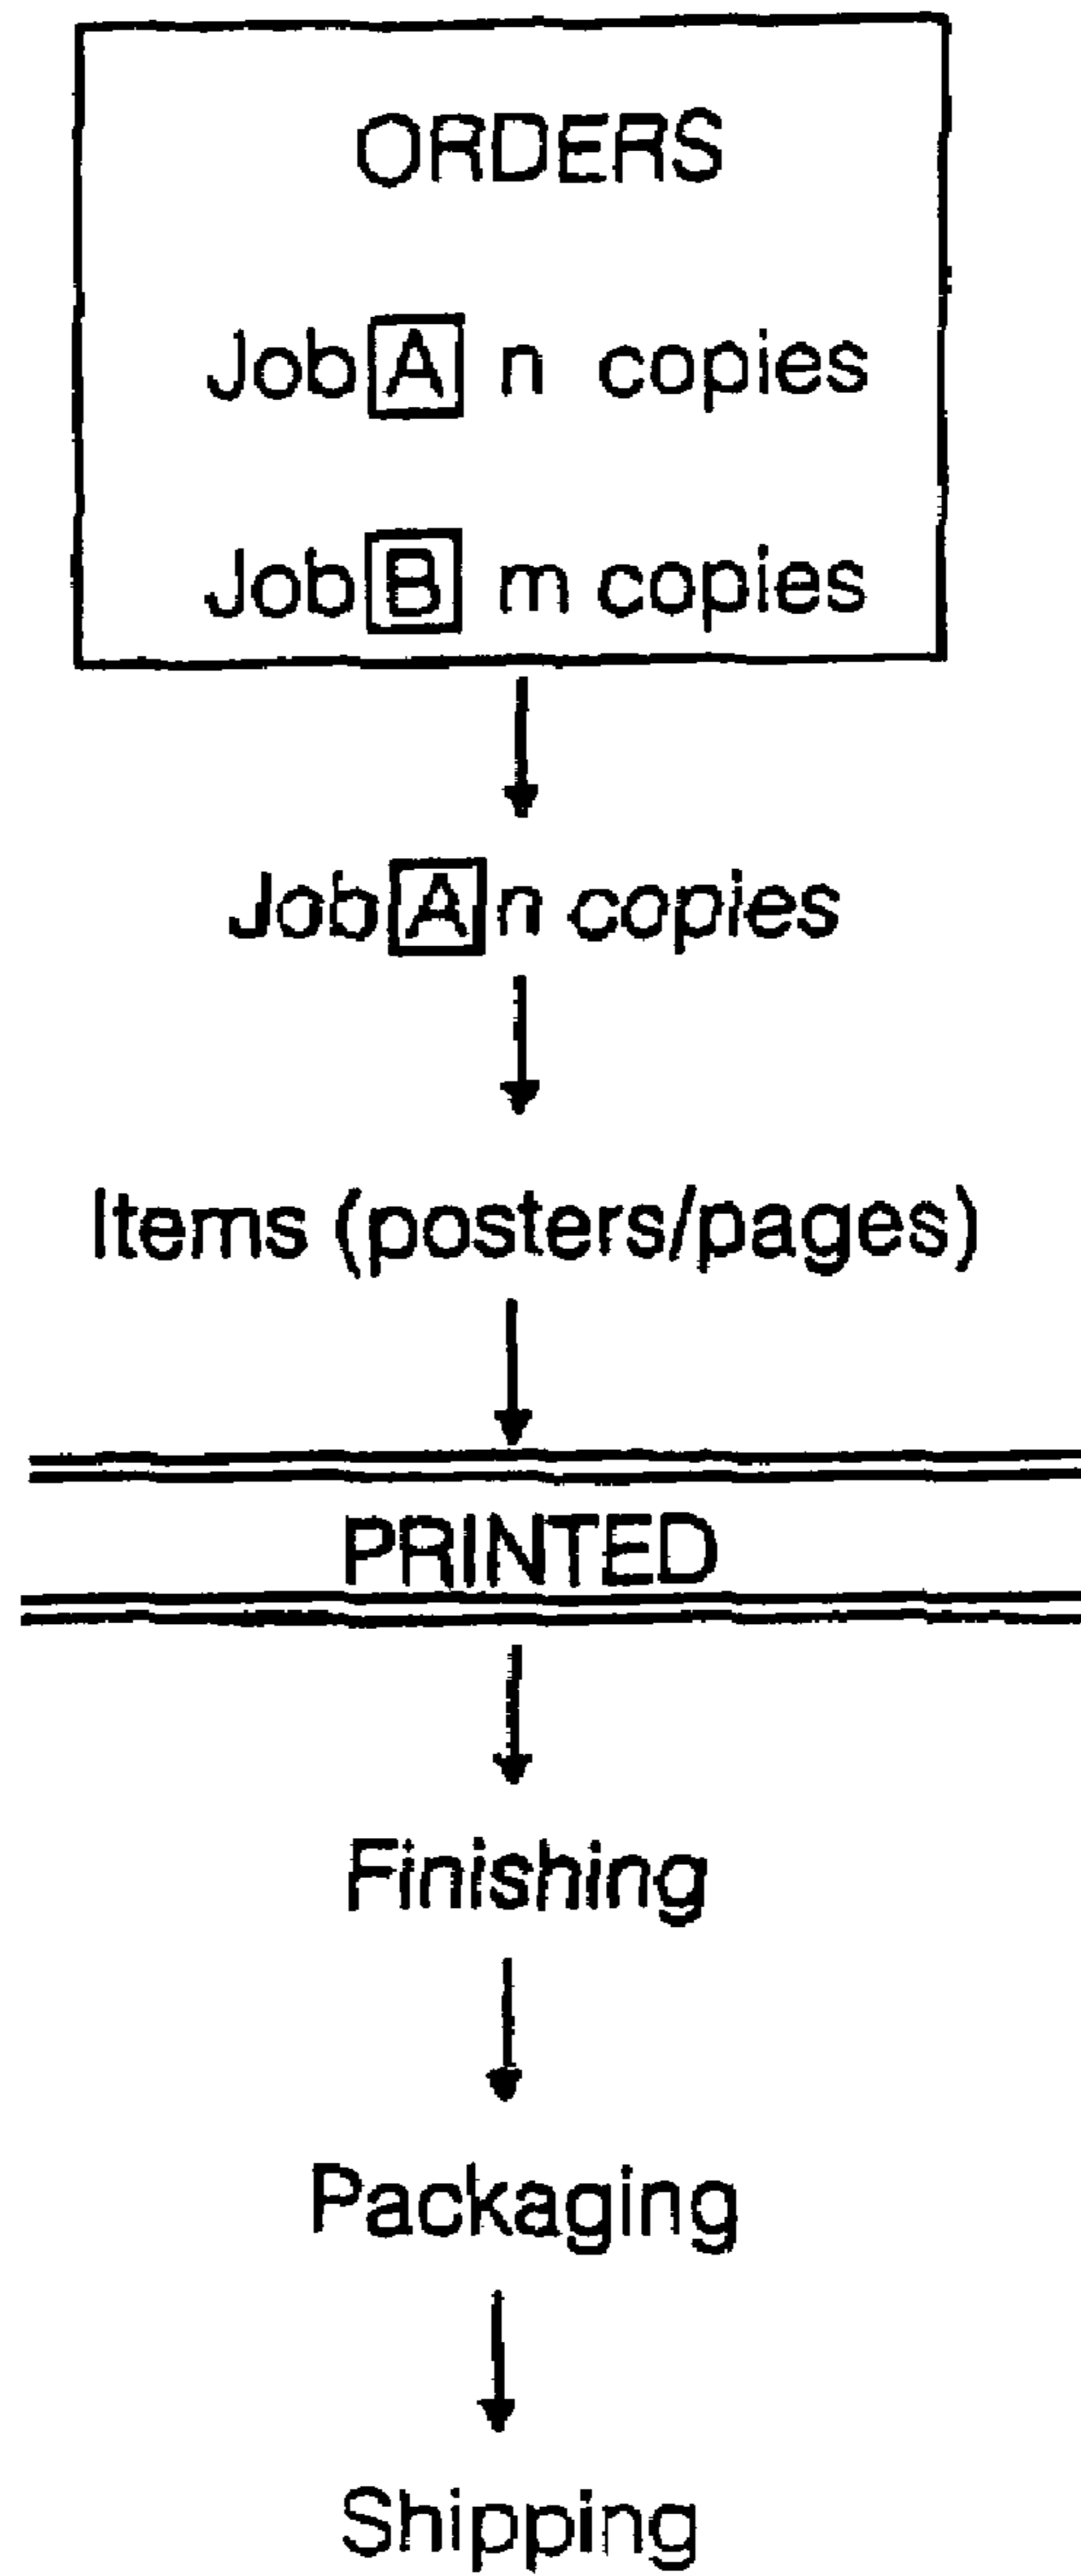 ORDERS
Job A n copies
Job B m copies
Job A n copies
Items (posters/pages)
PRINTED
Finishing
Packaging
Shipping